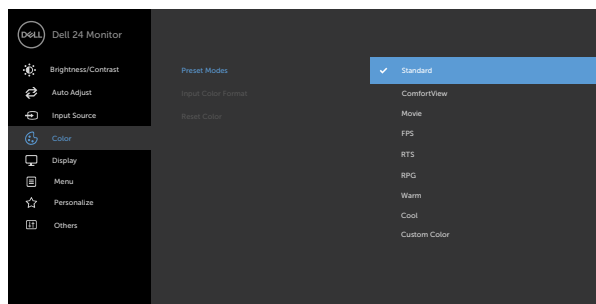 DELL Dell 24 Monitor
Brightness/Contrast
Auto Adjust
Input Source
Color
Display
Menu
Personalize
Others
Preset Modes
Input Color Format
Reset Color
Standard
ComfortView
Movie
FPS
RTS
RPG
Warm
Cool
Custom Color